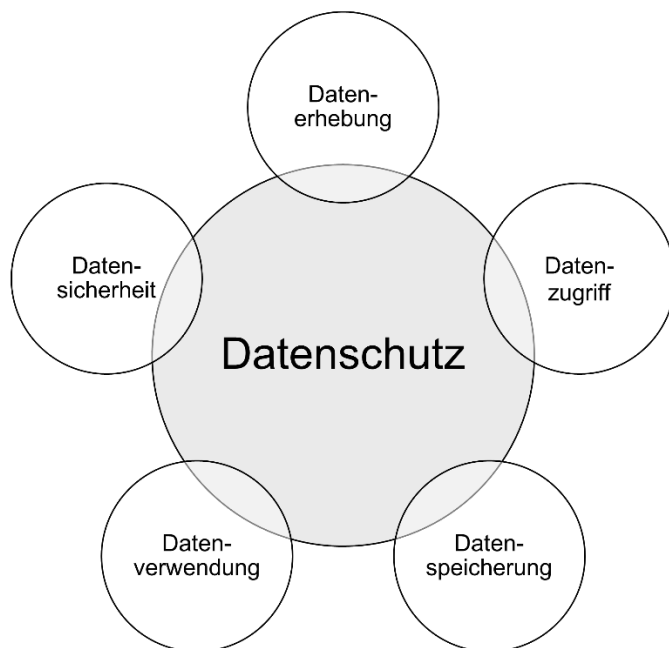 Daten-
erhebung
Daten-
sicherheit
Daten-
zugriff
Datenschutz
Daten-
verwendung
Daten-
speicherung